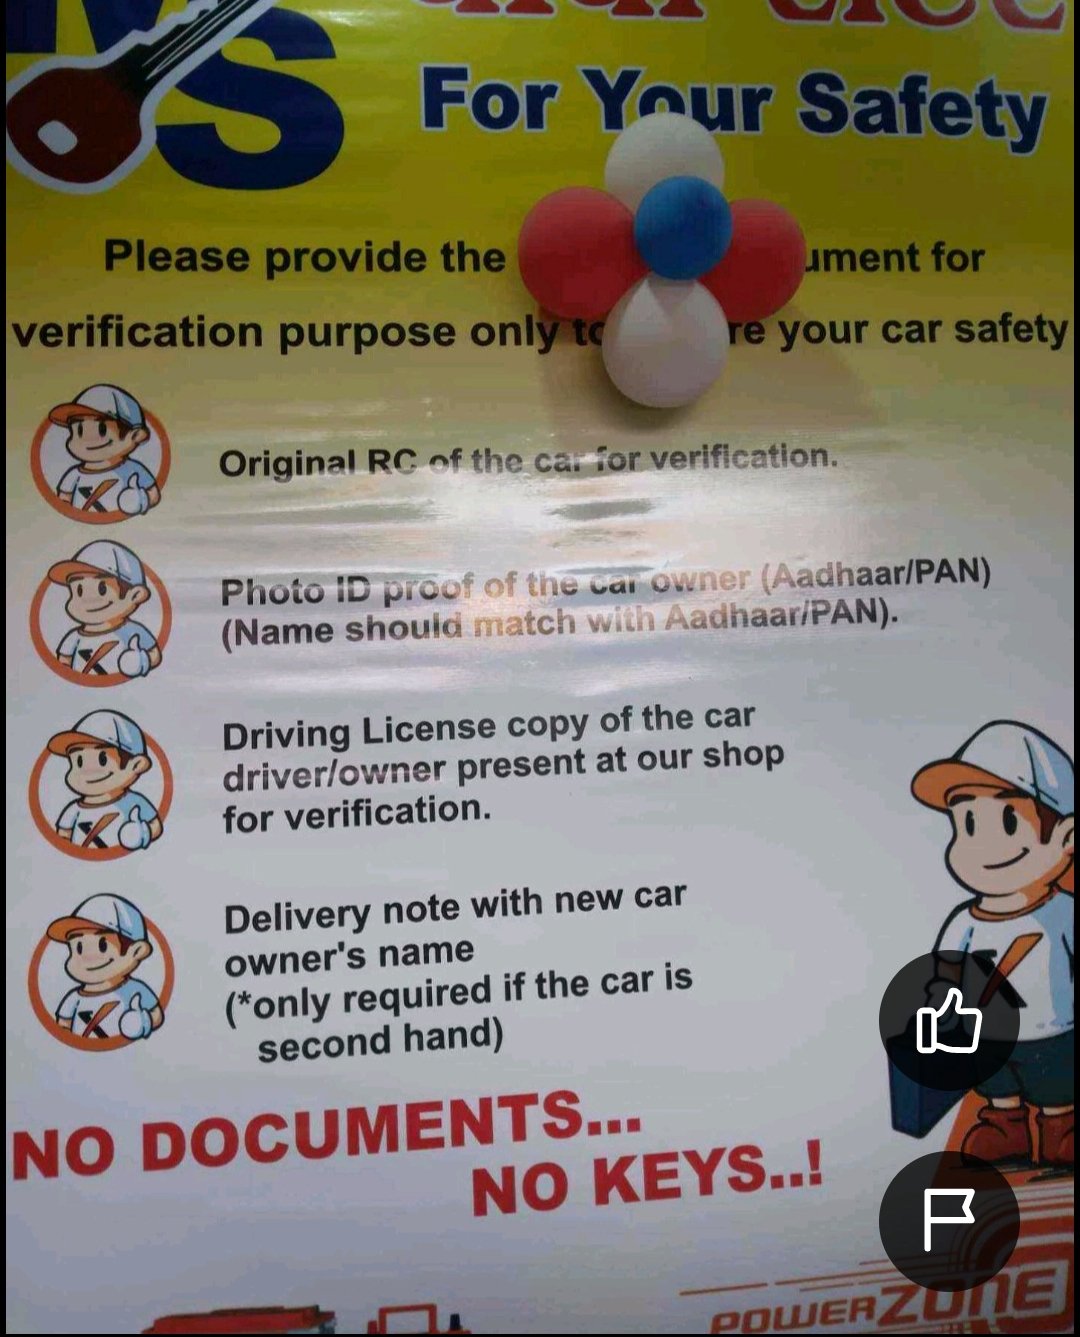 MS
For Your Safety
Please provide the ument for
verification purpose only to re your car safety
Original RC of the car for verification.
Photo ID proof of the car owner (Aadhaar/PAN)
(Name should match with Aadhaar/PAN).
Driving License copy of the car
driver/owner present at our shop
for verification.
Delivery note with new car
owner's name
(*only required if the car is
second hand)
NO DOCUMENTS...
NO KEYS..!
POWERZONE